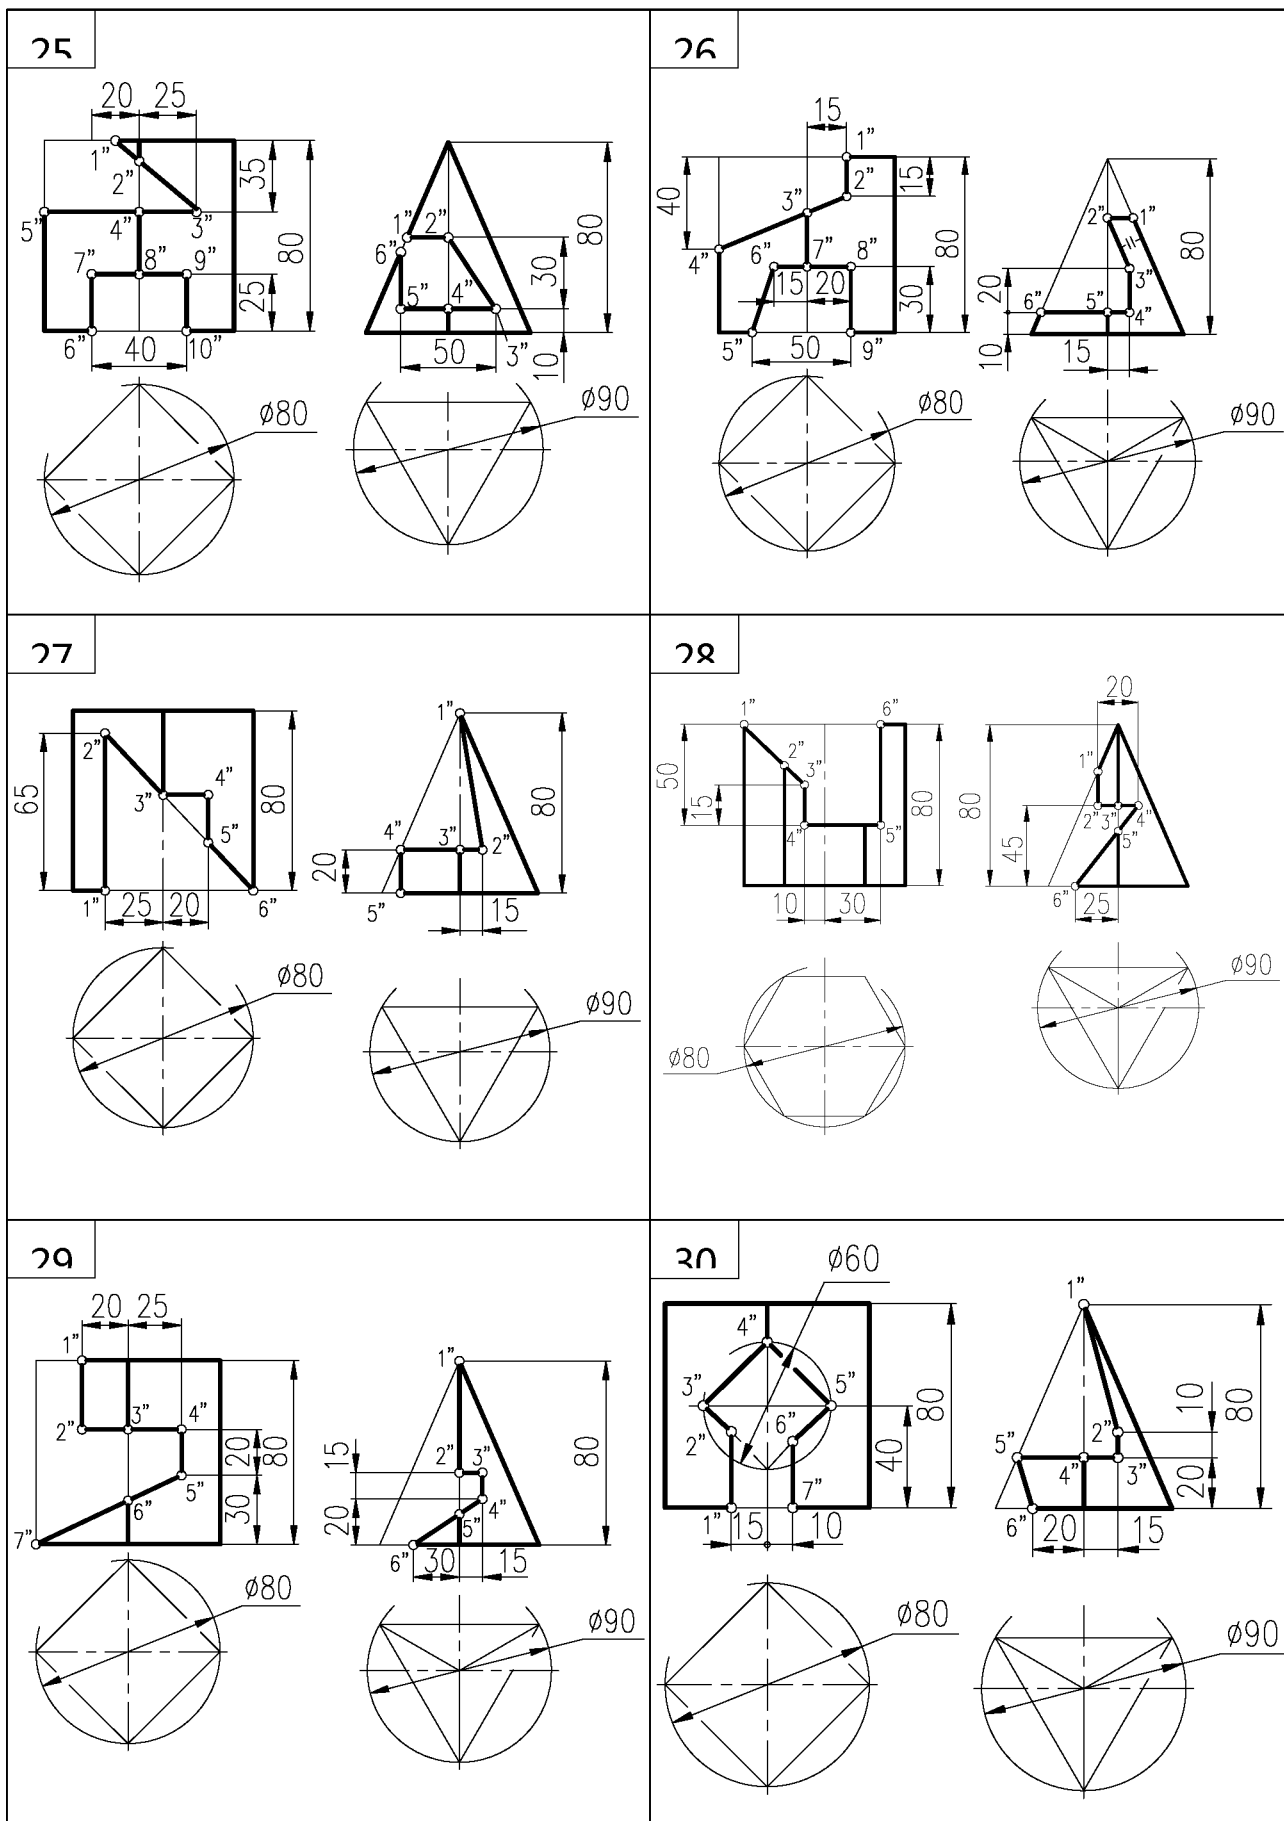 25
20 25
1”
2”
35
5” 4” 3”
80
7” 8” 9”
25
6” 40 10”
ø80
1” 2”
6”
80
30
5” 4”
50 3” 10
ø90
26
15
1”
40 2” 15
3”
80
4” 6” 7” 8”
15 20 30
5” 50 9”
ø80
2” 1”
80
3”
20
6” 5” 4”
10 15
ø90
27
2”
65 3” 4” 80
5”
1” 25 20 6”
ø80
1”
80
4” 3” 2”
20
5” 15
ø90
28
1” 6”
50 2”
3”
15 80
4” 5”
10 30
ø80
20
1”
80
2” 3” 4”
45 5”
6” 25
ø90
29
20 25
1”
2” 3” 4”
20 80
5”
6” 30
7”
ø80
1”
80
15 2” 3”
4”
20 5”
6” 30 15
ø90
30
ø60
4”
3” 5” 80
2” 6” 40
7”
1” 15 10
ø80
1”
80
10
2”
5” 4” 3” 20
6” 20 15
ø90